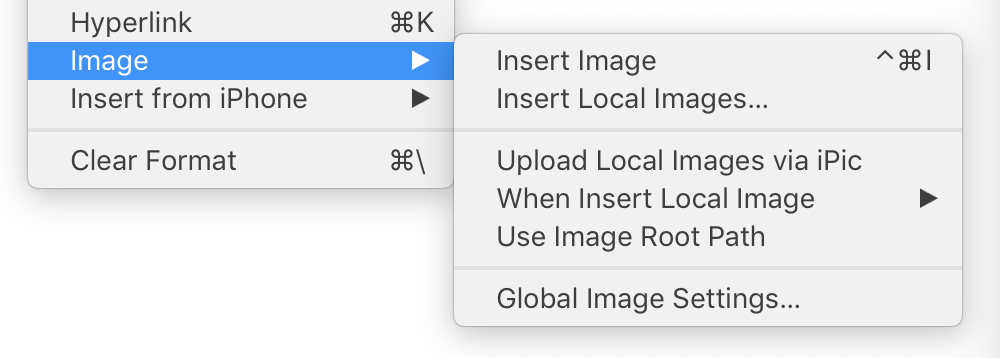 Hyperlink ⌘K
Image ▶
Insert from iPhone ▶
Clear Format ⌘\
Insert Image ^⌘I
Insert Local Images...
Upload Local Images via iPic
When Insert Local Image ▶
Use Image Root Path
Global Image Settings...